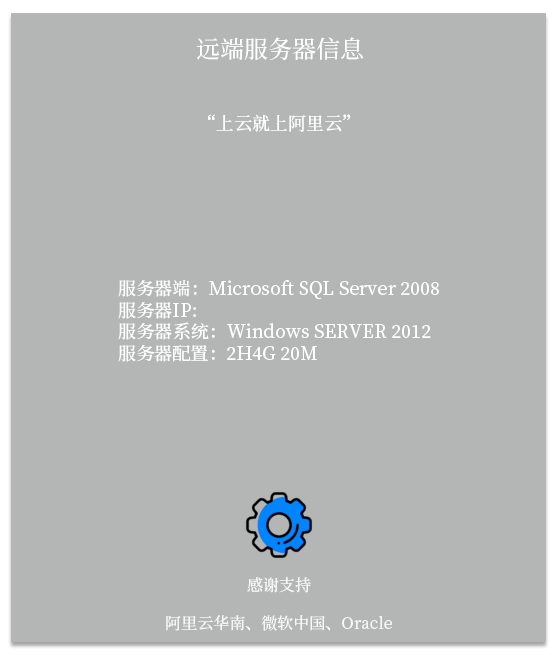 远端服务器信息
“上云就上阿里云”
服务器端：Microsoft SQL Server 2008
服务器IP:
服务器系统：Windows SERVER 2012
服务器配置：2H4G 20M
感谢支持
阿里云华南、微软中国、Oracle